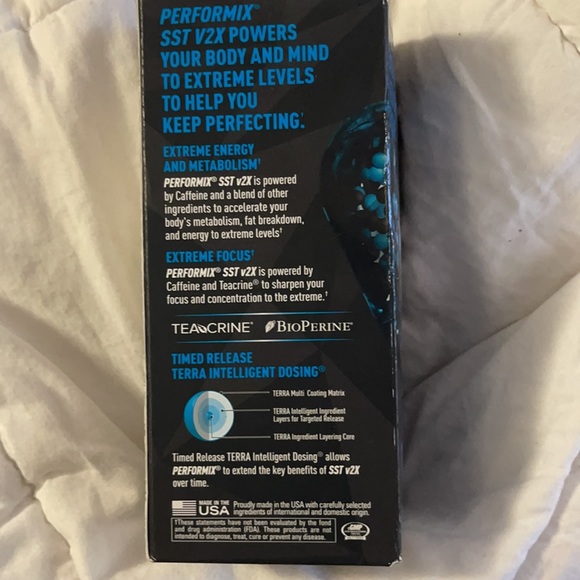 PERFORMIX®
SST V2X POWERS
YOUR BODY AND MIND
TO EXTREME LEVELS
TO HELP YOU
KEEP PERFECTING.†
EXTREME ENERGY
AND METABOLISM†
PERFORMIX® SST v2X is powered
by Caffeine and a blend of other
ingredients to accelerate your
body's metabolism, fat breakdown,
and energy to extreme levels†
EXTREME FOCUS†
PERFORMIX® SST v2X is powered by
Caffeine and Teacrine® to sharpen your
focus and concentration to the extreme.†
TEACRINE® BIOPERINE®
TIMED RELEASE
TERRA INTELLIGENT DOSING®
TERRA Multi Coating Matrix
TERRA Intelligent Ingredient
Layers for Targeted Release
TERRA Ingredient Layering Core
Timed Release TERRA Intelligent Dosing® allows
PERFORMIX® to extend the key benefits of SST V2X
over time.
MADE IN THE
USA
Proudly made in the USA with carefully selected
ingredients of international and domestic origin.
†These statements have not been evaluated by the food
and drug administration (FDA). These products are not
intended to diagnose, treat, cure or prevent any disease.
GMP